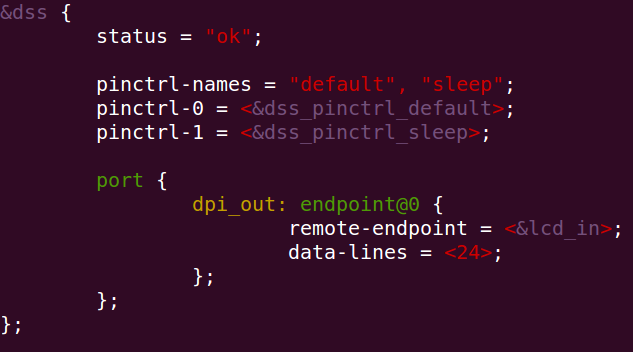 &dss {
        status = "ok";

        pinctrl-names = "default", "sleep";
        pinctrl-0 = <&dss_pinctrl_default>;
        pinctrl-1 = <&dss_pinctrl_sleep>;

        port {
                dpi_out: endpoint@0 {
                        remote-endpoint = <&lcd_in>;
                        data-lines = <24>;
                };
        };
};